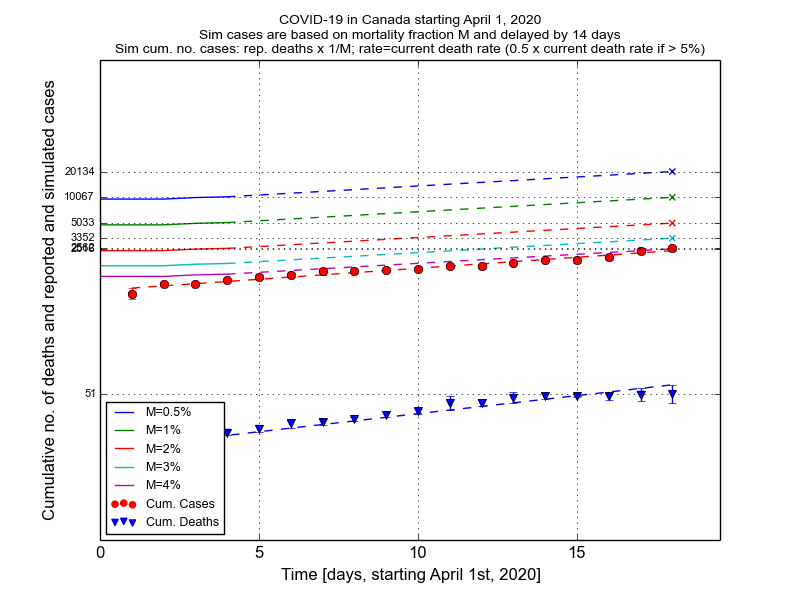 COVID-19 in Canada starting April 1, 2020
Sim cases are based on mortality fraction M and delayed by 14 days
Sim cum. no. cases: rep. deaths x 1/M; rate=current death rate (0.5 x current death rate if > 5%)
Cumulative no. of deaths and reported and simulated cases
20134
10067
5033
3352
51
M=0.5%
M=1%
M=2%
M=3%
M=4%
Cum. Cases
Cum. Deaths
0
5
10
15
Time [days, starting April 1st, 2020]